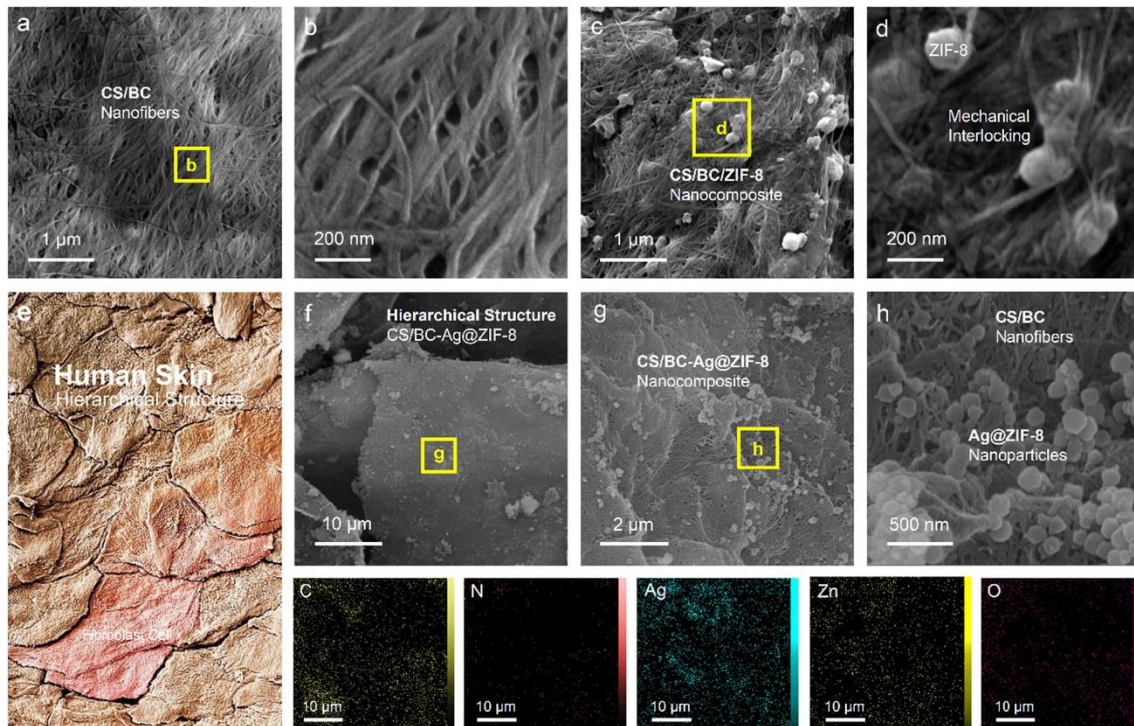 a
CS/BC
Nanofibers
b
1 µm
b
200 nm
c
d
CS/BC/ZIF-8
Nanocomposite
1 µm
d
ZIF-8
Mechanical
Interlocking
200 nm
e
Human Skin
Hierarchical Structure
Fibroblast Cell
f
Hierarchical Structure
CS/BC-Ag@ZIF-8
g
10 µm
g
CS/BC-Ag@ZIF-8
Nanocomposite
h
2 µm
h
CS/BC
Nanofibers
Ag@ZIF-8
Nanoparticles
500 nm
C
10 µm
N
10 µm
Ag
10 µm
Zn
10 µm
O
10 µm